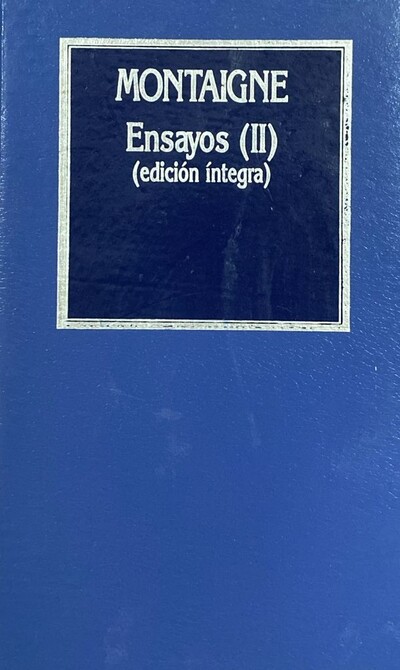 MONTAIGNE
Ensayos (II)
(edición íntegra)